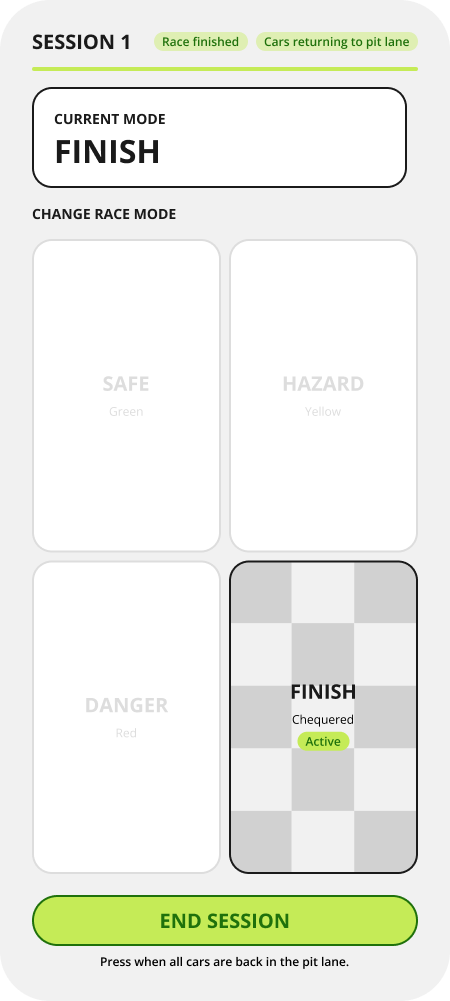 SESSION 1
Race finished
Cars returning to pit lane
CURRENT MODE
FINISH
CHANGE RACE MODE
SAFE
Green
HAZARD
Yellow
DANGER
Red
FINISH
Chequered
Active
END SESSION
Press when all cars are back in the pit lane.